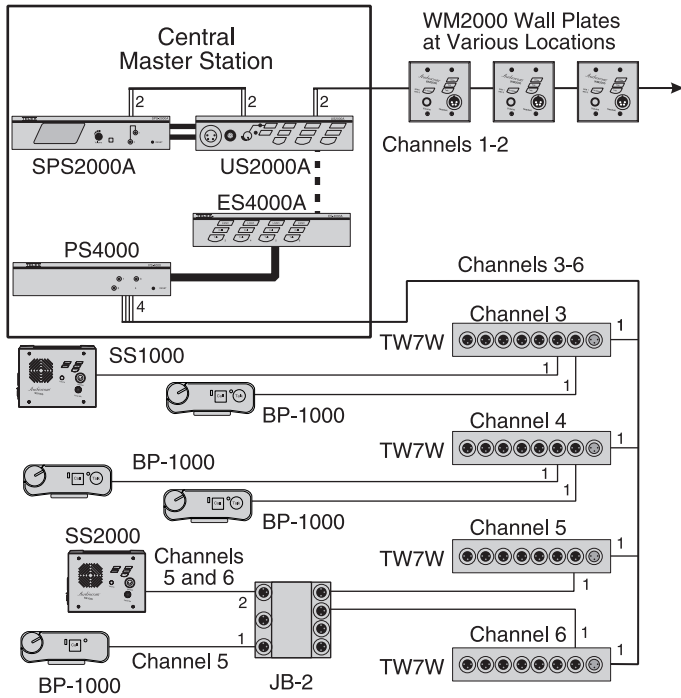 Central
Master Station
WM2000 Wall Plates
at Various Locations
2
2
2
Channels 1-2
SPS2000A
US2000A
ES4000A
PS4000
4
Channels 3-6
Channel 3
TW7W
1
SS1000
1
1
BP-1000
Channel 4
TW7W
1
BP-1000
1
1
BP-1000
Channel 5
TW7W
1
SS2000
Channels
5 and 6
2
1
1
Channel 6
1
1
Channel 5
TW7W
BP-1000
JB-2